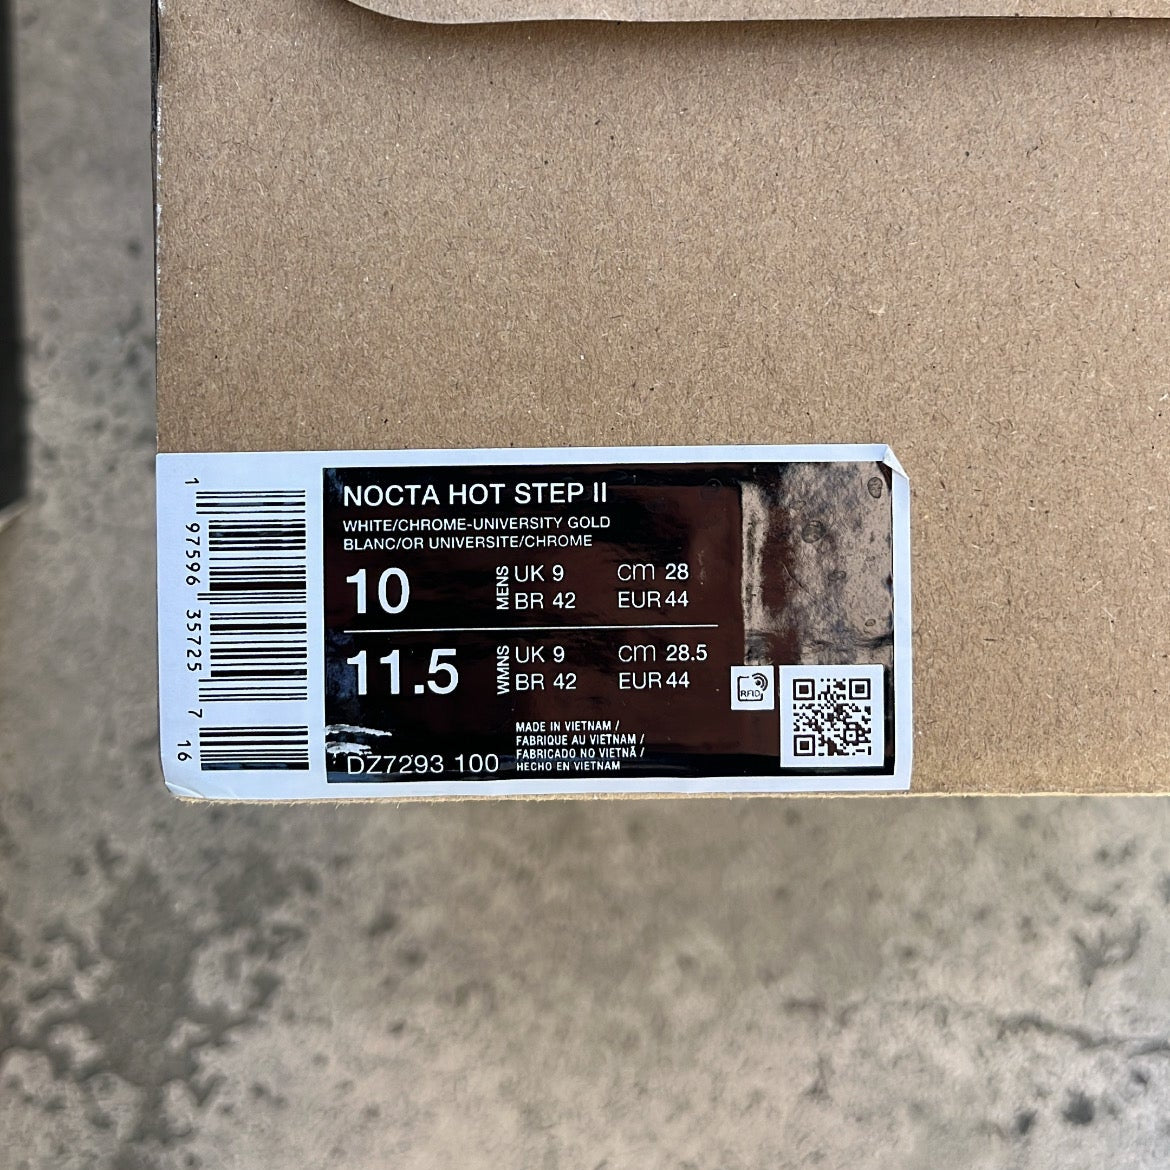 NOCTA HOT STEP II
WHITE/CHROME-UNIVERSITY GOLD
BLANC/OR UNIVERSITE/CHROME
10 MENS UK 9 cm 28
BR 42 EUR 44
11.5 WMNS UK 9 cm 28.5
BR 42 EUR 44
RFID
MADE IN VIETNAM /
FABRIQUE AU VIETNAM /
FABRICADO NO VIETNÃ /
HECHO EN VIETNAM
DZ7293 100
1 97596 35725 7 16